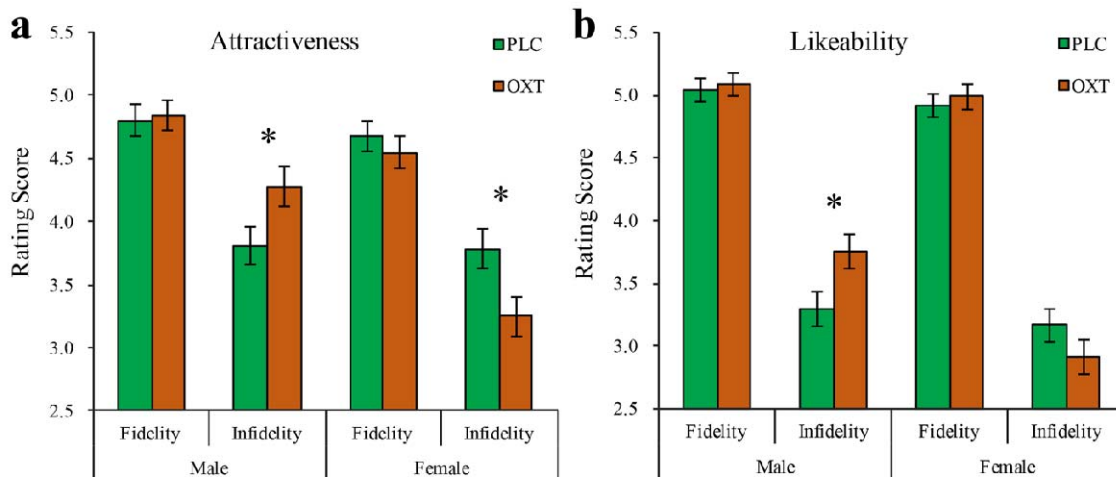 a
Attractiveness
PLC
OXT
Rating Score
5.5
5.0
4.5
4.0
3.5
3.0
2.5
*
*
Fidelity Infidelity Fidelity Infidelity
Male Female
b
Likeability
PLC
OXT
Rating Score
5.5
5.0
4.5
4.0
3.5
3.0
2.5
*
Fidelity Infidelity Fidelity Infidelity
Male Female